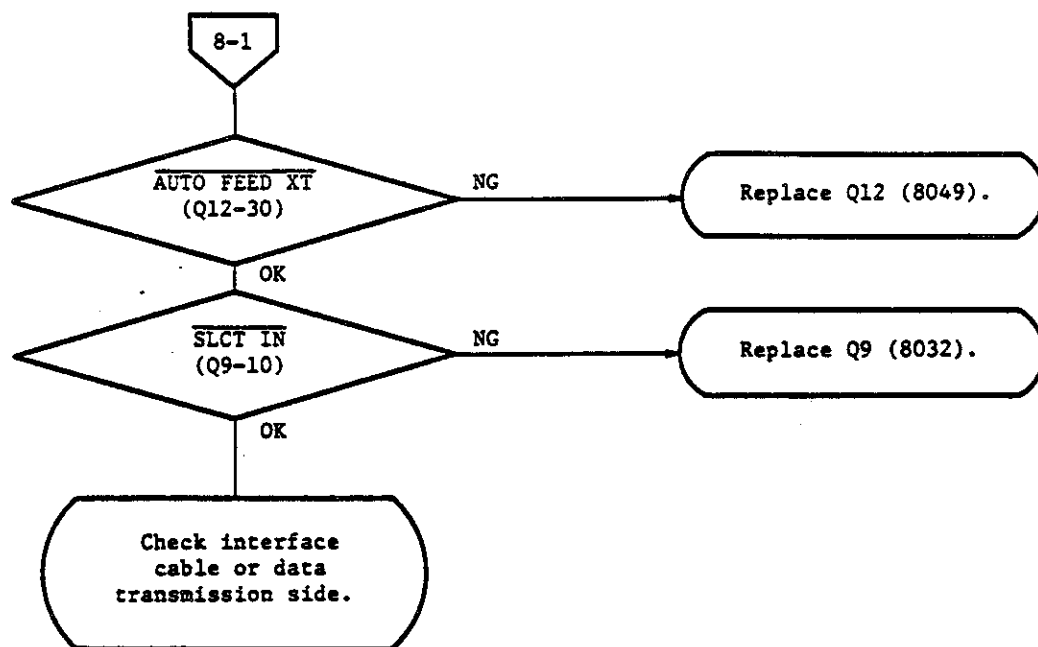 8-1
AUTO FEED XT
(Q12-30)
NG
Replace Q12 (8049).
OK
SLCT IN
(Q9-10)
NG
Replace Q9 (8032).
OK
Check interface
cable or data
transmission side.